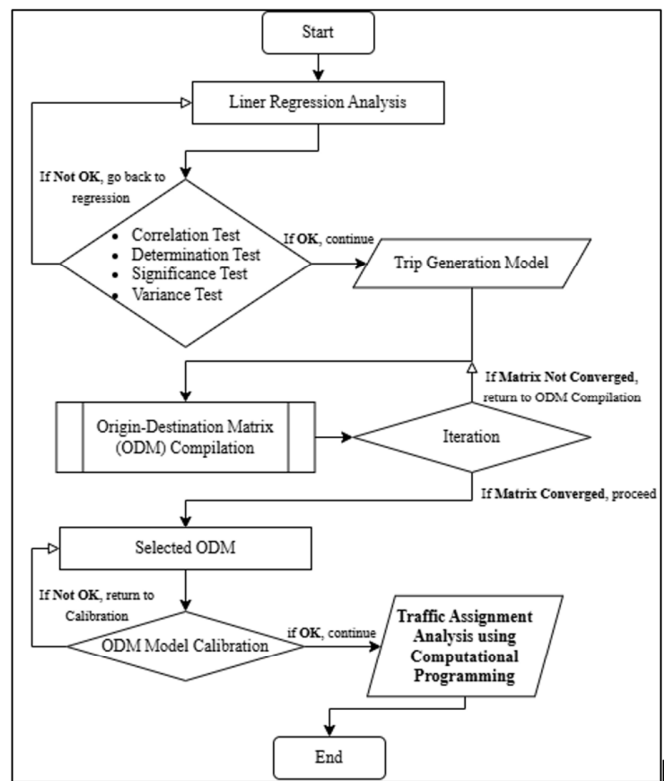 Start
Liner Regression Analysis
If Not OK, go back to
regression
• Correlation Test
• Determination Test
• Significance Test
• Variance Test
If OK, continue
Trip Generation Model
If Matrix Not Converged,
return to ODM Compilation
Origin-Destination Matrix
(ODM) Compilation
Iteration
If Matrix Converged, proceed
Selected ODM
If Not OK, return to
Calibration
ODM Model Calibration
if OK, continue
Traffic Assignment
Analysis using
Computational
Programming
End